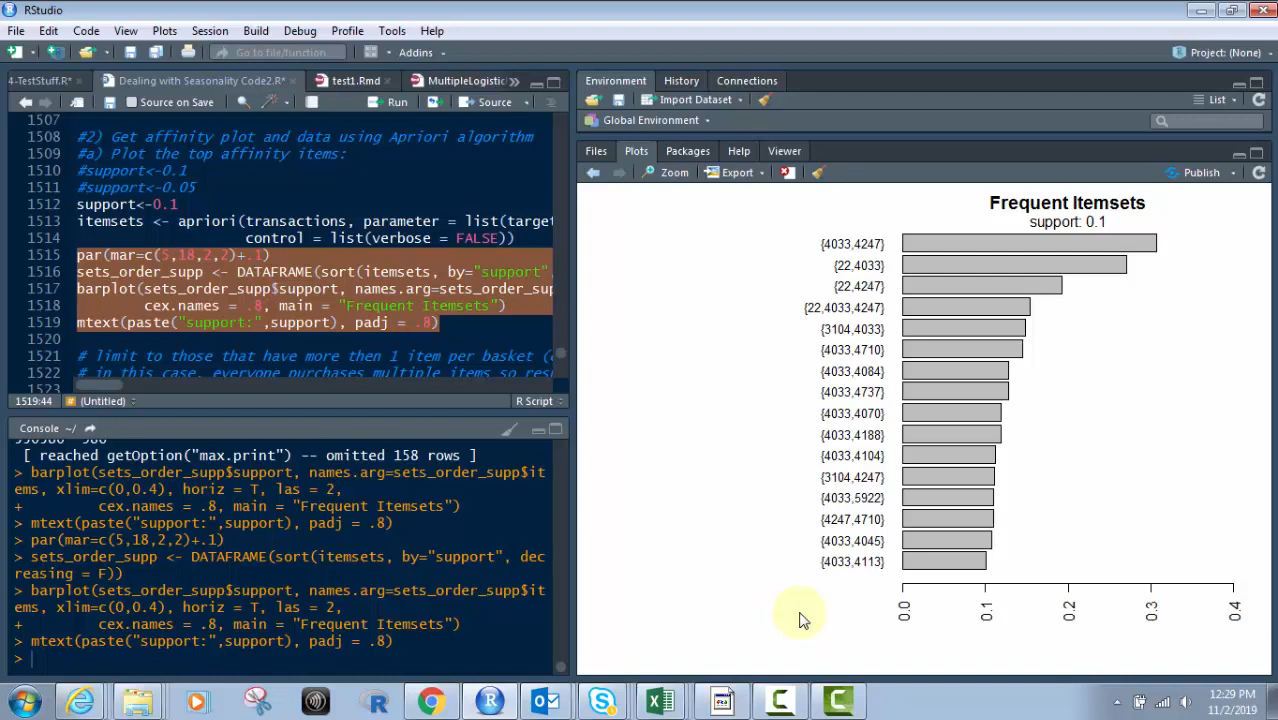 RStudio
File Edit Code View Plots Session Build Debug Profile Tools Help
Go to file/function Addins Project: (None)
4-TestStuff.R* Dealing with Seasonality Code2.R* test1.Rmd MultipleLogistic
Source on Save Run Source
1507
1508 #2) Get affinity plot and data using Apriori algorithm
1509 #a) Plot the top affinity items:
1510 #support<-0.1
1511 #support<-0.05
1512 support<-0.1
1513 itemsets <- apriori(transactions, parameter = list(target
1514 control = list(verbose = FALSE))
1515 par(mar=c(5,18,2,2)+.1)
1516 sets_order_supp <- DATAFRAME(sort(itemsets, by="support",
1517 barplot(sets_order_supp$support, names.arg=sets_order_sup
1518 cex.names = .8, main = "Frequent Itemsets")
1519 mtext(paste("support:",support), padj = .8)
1520
1521 # limit to those that have more then 1 item per basket (
1522 # in this case, everyone purchases multiple items so res
1523
1519:44 (Untitled) R Script
Console ~/
[ reached getOption("max.print") -- omitted 158 rows ]
> barplot(sets_order_supp$support, names.arg=sets_order_supp$it
ems, xlim=c(0,0.4), horiz = T, las = 2,
+ cex.names = .8, main = "Frequent Itemsets")
> mtext(paste("support:",support), padj = .8)
> par(mar=c(5,18,2,2)+.1)
> sets_order_supp <- DATAFRAME(sort(itemsets, by="support", dec
reasing = F))
> barplot(sets_order_supp$support, names.arg=sets_order_supp$it
ems, xlim=c(0,0.4), horiz = T, las = 2,
+ cex.names = .8, main = "Frequent Itemsets")
> mtext(paste("support:",support), padj = .8)
>
Environment History Connections
Import Dataset List
Global Environment
Files Plots Packages Help Viewer
Zoom Export Publish
Frequent Itemsets
support: 0.1
{4033,4247}
{22,4033}
{22,4247}
{22,4033,4247}
{3104,4033}
{4033,4710}
{4033,4084}
{4033,4737}
{4033,4070}
{4033,4188}
{4033,4104}
{3104,4247}
{4033,5922}
{4247,4710}
{4033,4045}
{4033,4113}
0.0 0.1 0.2 0.3 0.4
12:29 PM
11/2/2019